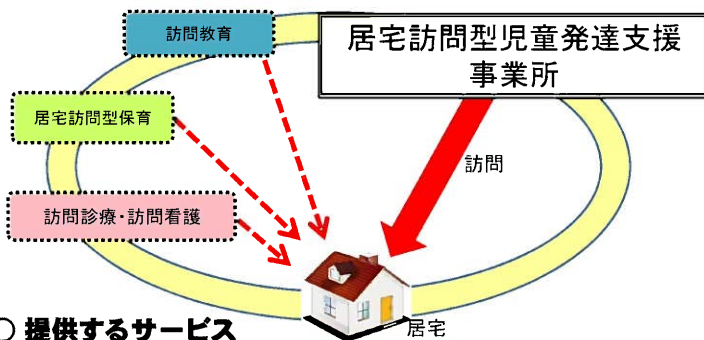 訪問教育
居宅訪問型児童発達支援
事業所
居宅訪問型保育
訪問
訪問診療・訪問看護
居宅
○ 提供するサービス